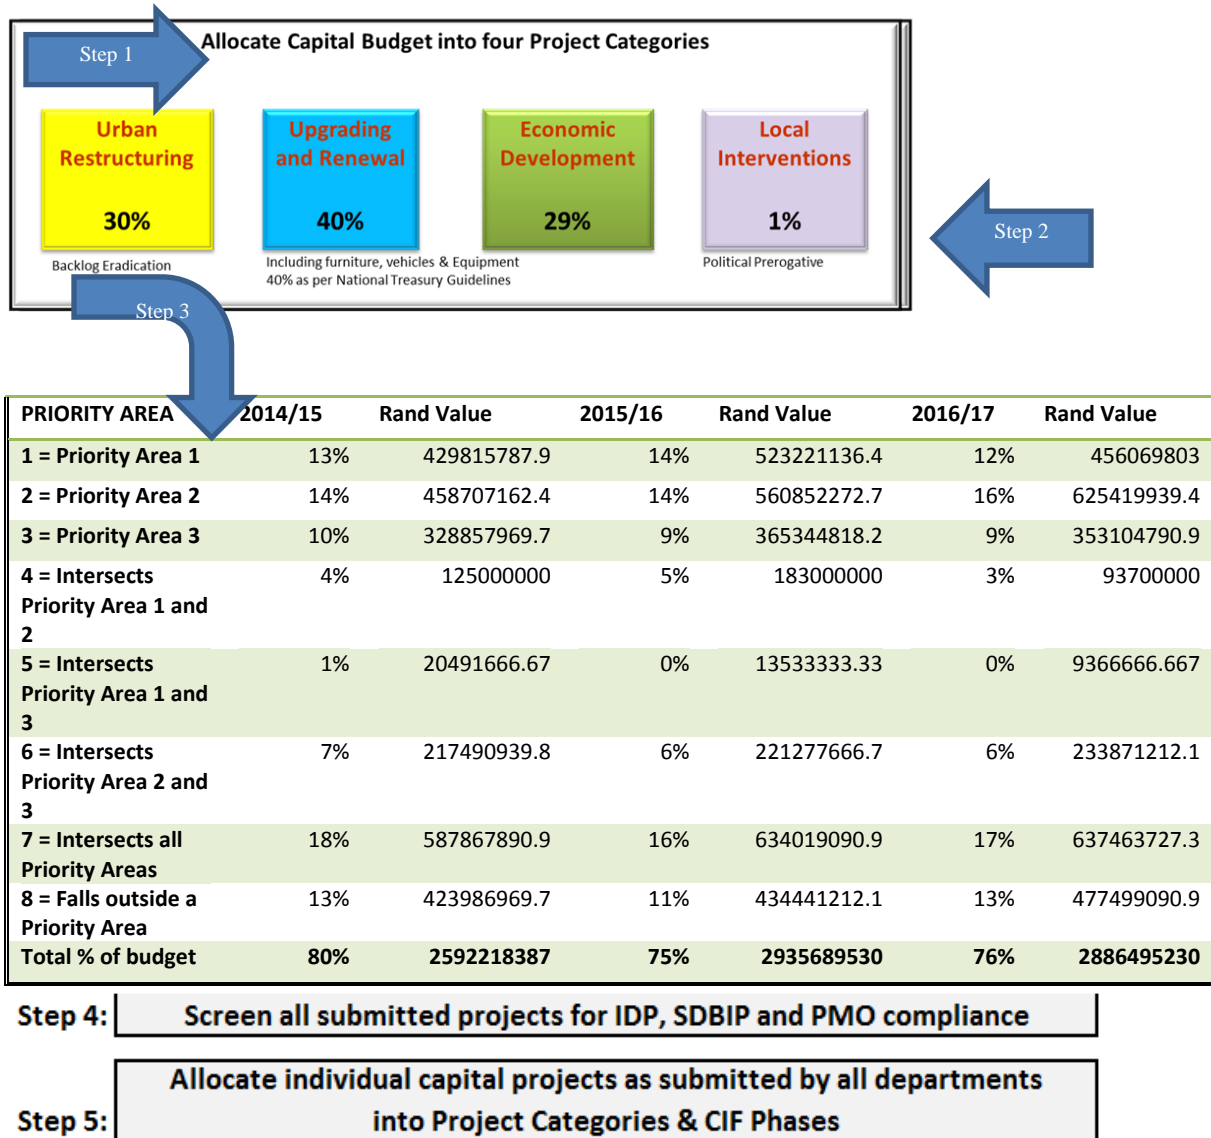 Step 1
Allocate Capital Budget into four Project Categories
Urban
Restructuring
30%
Backlog Eradication
Upgrading
and Renewal
40%
Including furniture, vehicles & Equipment
40% as per National Treasury Guidelines
Economic
Development
29%
Local
Interventions
1%
Political Prerogative
Step 2
Step 3
PRIORITY AREA 2014/15 Rand Value 2015/16 Rand Value 2016/17 Rand Value
1 = Priority Area 1 13% 429815787.9 14% 523221136.4 12% 456069803
2 = Priority Area 2 14% 458707162.4 14% 560852272.7 16% 625419939.4
3 = Priority Area 3 10% 328857969.7 9% 365344818.2 9% 353104790.9
4 = Intersects 4% 125000000 5% 183000000 3% 93700000
Priority Area 1 and
2
5 = Intersects 1% 20491666.67 0% 13533333.33 0% 9366666.667
Priority Area 1 and
3
6 = Intersects 7% 217490939.8 6% 221277666.7 6% 233871212.1
Priority Area 2 and
3
7 = Intersects all 18% 587867890.9 16% 634019090.9 17% 637463727.3
Priority Areas
8 = Falls outside a 13% 423986969.7 11% 434441212.1 13% 477499090.9
Priority Area
Total % of budget 80% 2592218387 75% 2935689530 76% 2886495230
Step 4: Screen all submitted projects for IDP, SDBIP and PMO compliance
Allocate individual capital projects as submitted by all departments
Step 5: into Project Categories & CIF Phases